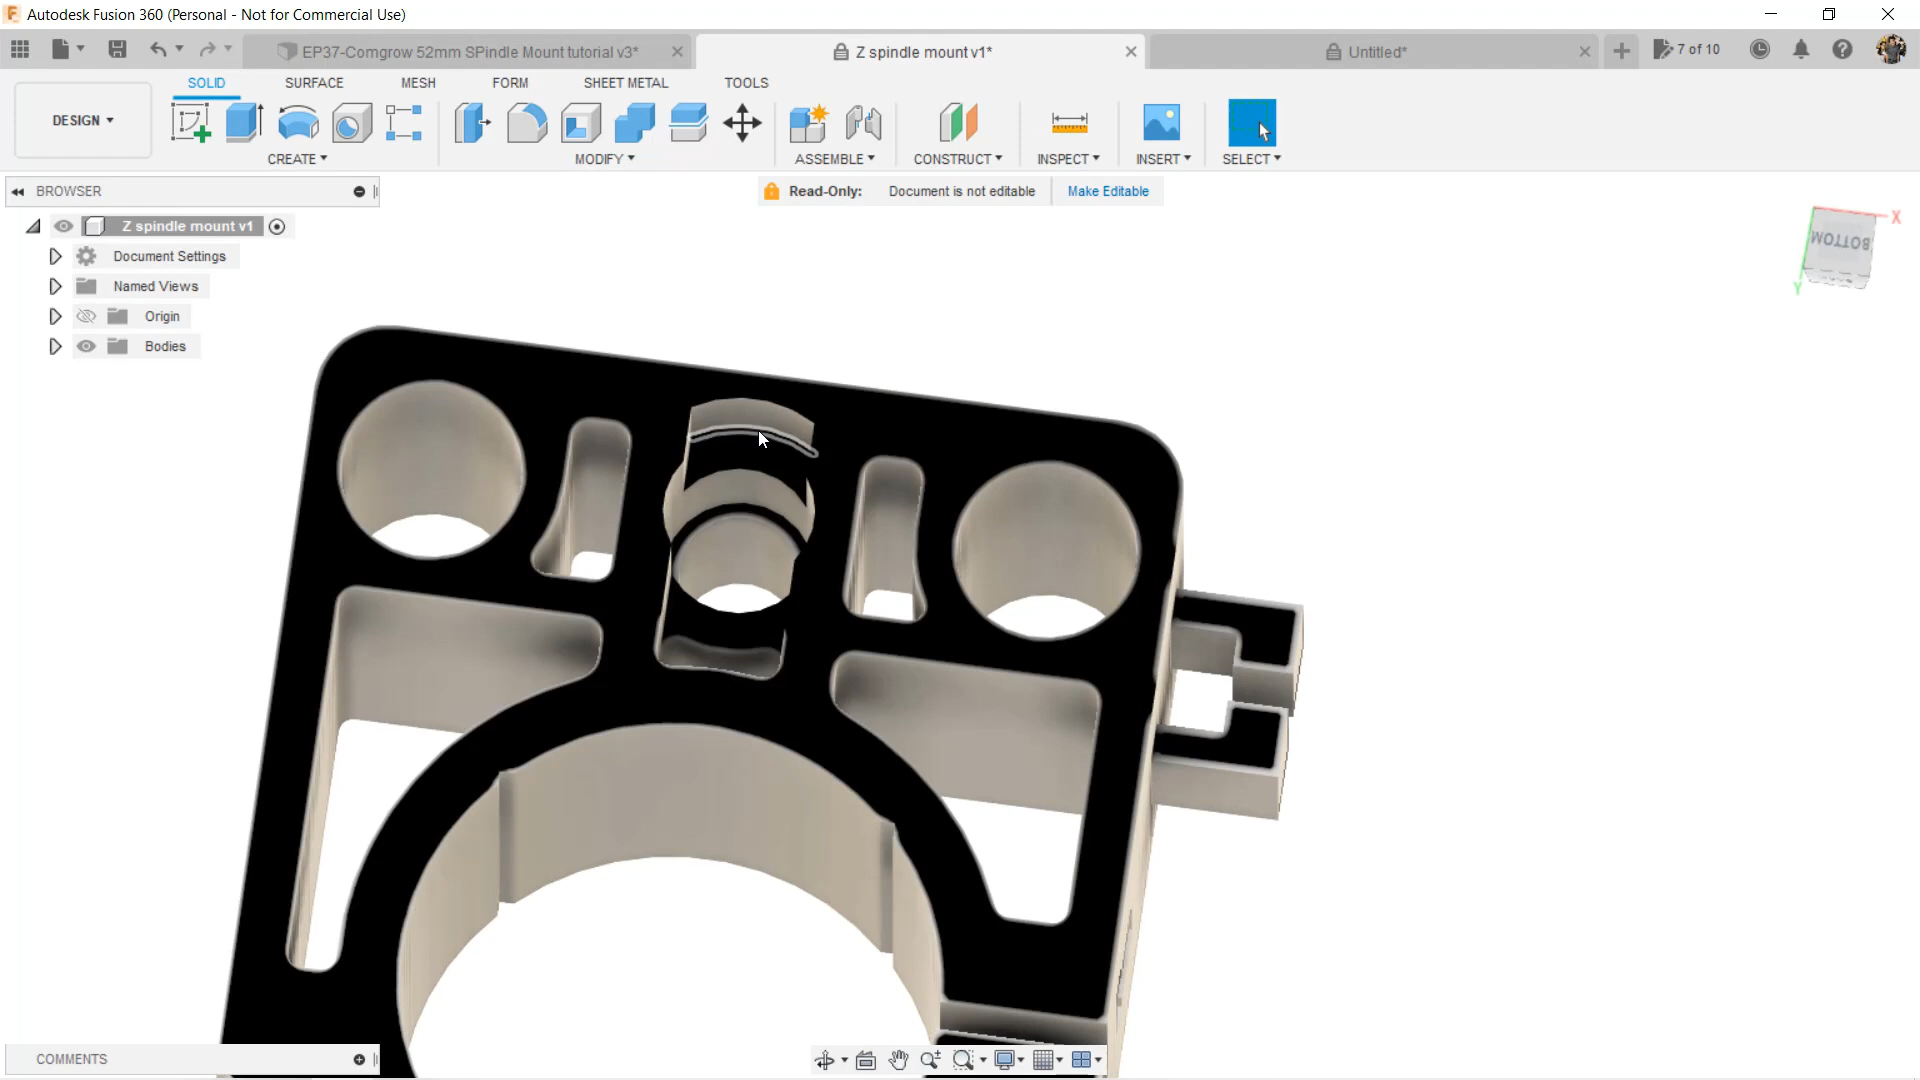 Autodesk Fusion 360 (Personal - Not for Commercial Use)
EP37-Comgrow 52mm SPindle Mount tutorial v3*
Z spindle mount v1*
Untitled*
7 of 10
DESIGN
SOLID
SURFACE
MESH
FORM
SHEET METAL
TOOLS
CREATE
MODIFY
ASSEMBLE
CONSTRUCT
INSPECT
INSERT
SELECT
BROWSER
Read-Only: Document is not editable Make Editable
Z spindle mount v1
Document Settings
Named Views
Origin
Bodies
X
BOTTOM
Y
COMMENTS